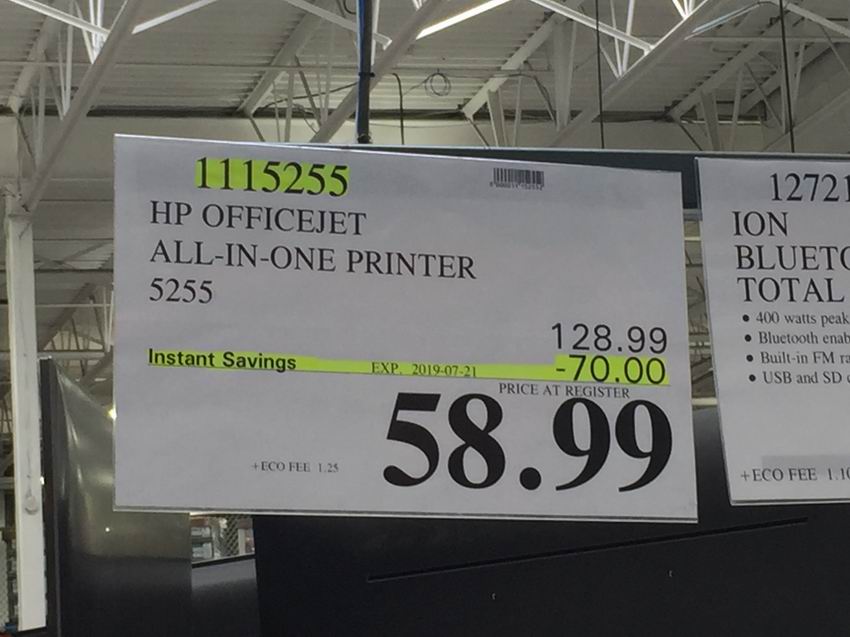 1115255
HP OFFICEJET
ALL-IN-ONE PRINTER
5255
128.99
Instant Savings EXP. 2019-07-21 -70.00
PRICE AT REGISTER
58.99
+ECO FEE 1.25
12721
ION
BLUETO
TOTAL
• 400 watts peak
• Bluetooth enab
• Built-in FM ra
• USB and SD
+ECO FEE 1.10